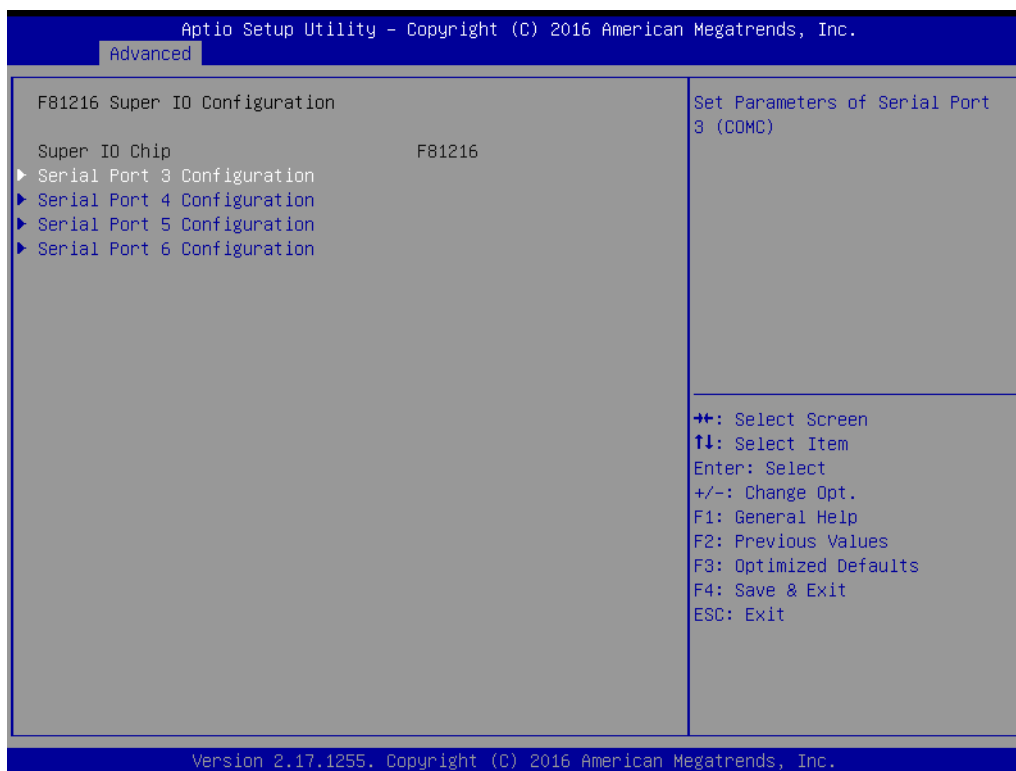 Aptio Setup Utility – Copyright (C) 2016 American Megatrends, Inc.
Advanced
F81216 Super IO Configuration
Super IO Chip F81216
▶ Serial Port 3 Configuration
▶ Serial Port 4 Configuration
▶ Serial Port 5 Configuration
▶ Serial Port 6 Configuration
Set Parameters of Serial Port
3 (COMC)
→←: Select Screen
↑↓: Select Item
Enter: Select
+/-: Change Opt.
F1: General Help
F2: Previous Values
F3: Optimized Defaults
F4: Save & Exit
ESC: Exit
Version 2.17.1255. Copyright (C) 2016 American Megatrends, Inc.